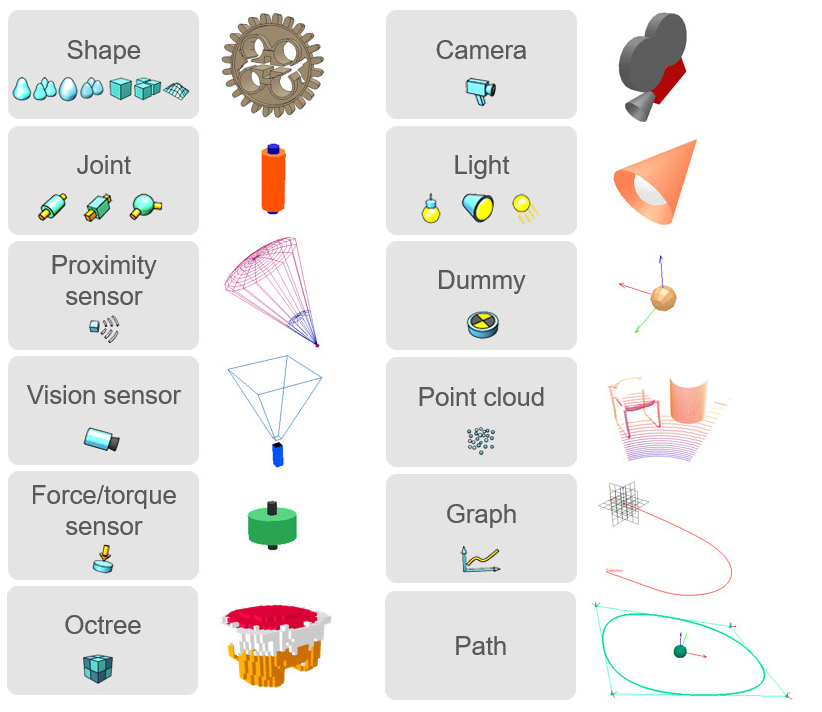 Shape
Camera
Joint
Light
Proximity
sensor
Dummy
Vision sensor
Point cloud
Force/torque
sensor
Graph
Octree
Path